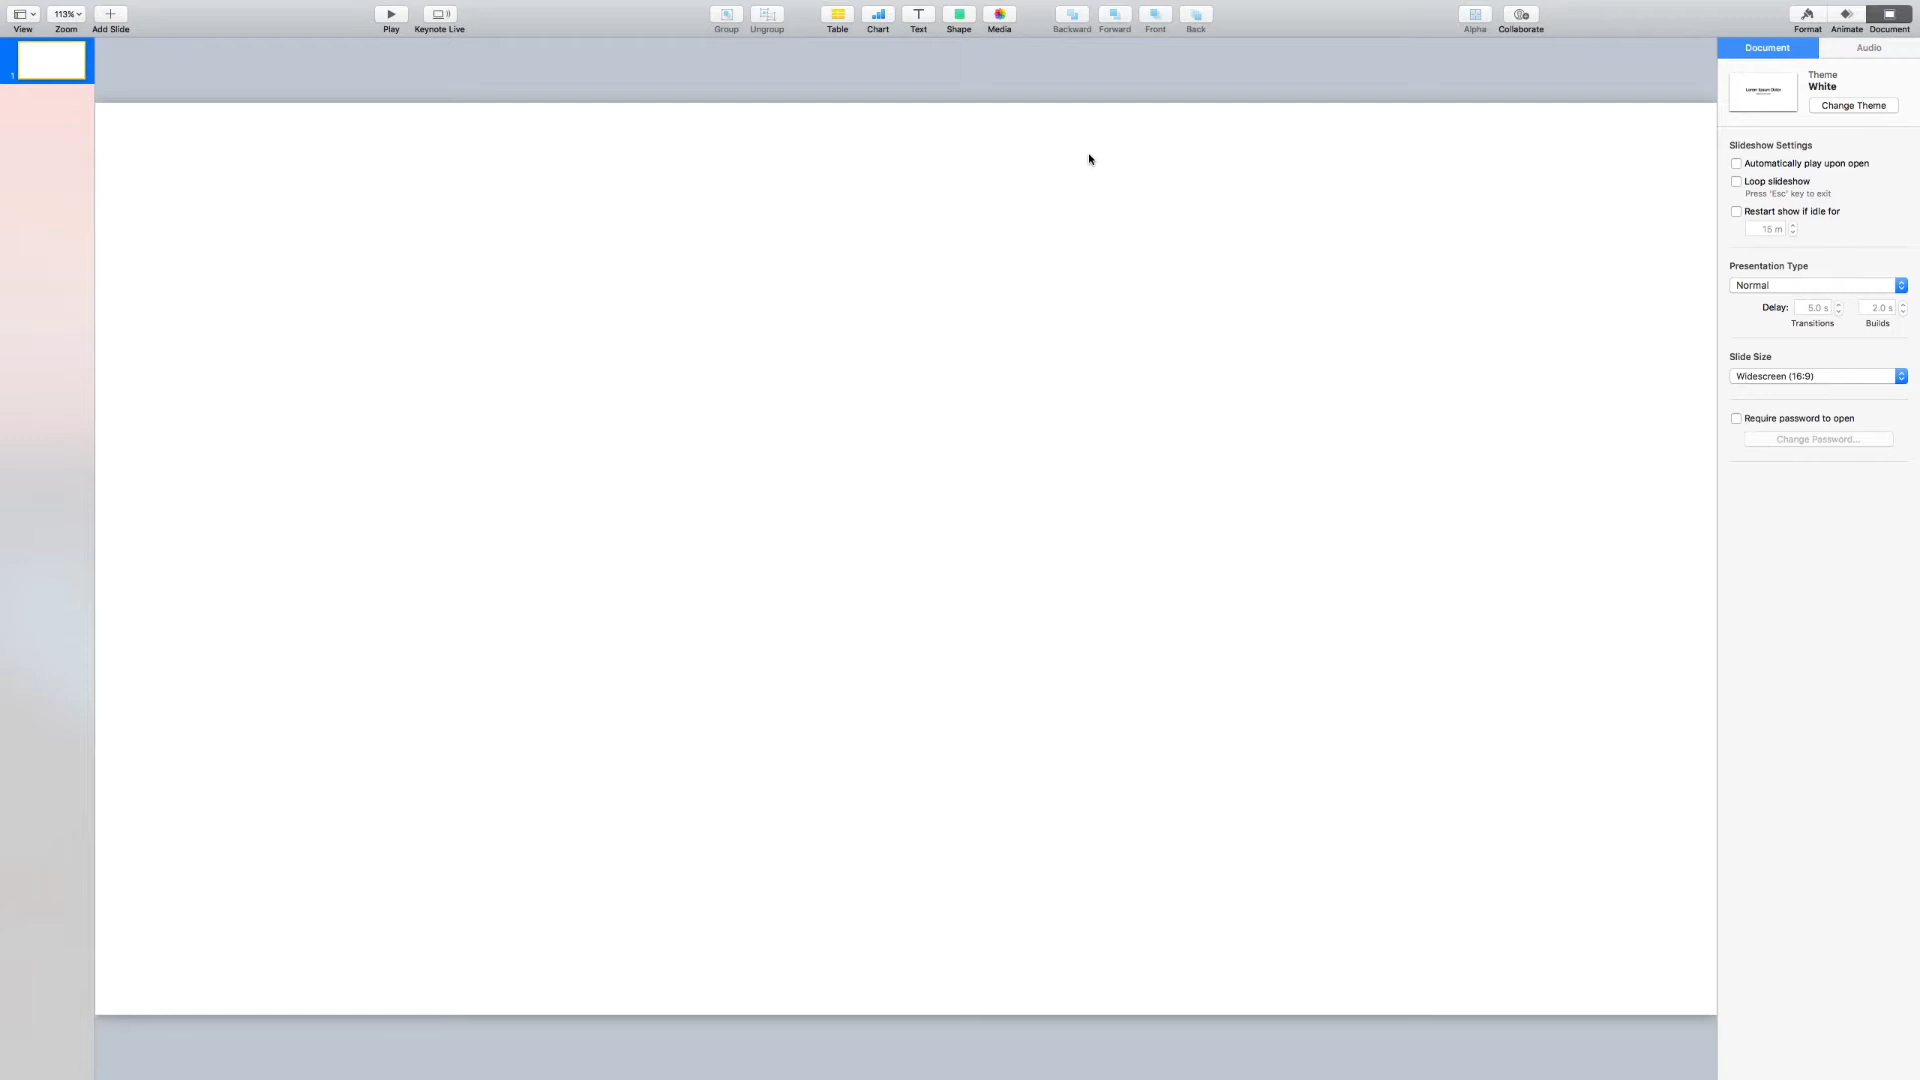 113%
View
Zoom
Add Slide
Play
Keynote Live
Group
Ungroup
Table
Chart
Text
Shape
Media
Backward
Forward
Front
Back
Alpha
Collaborate
Format
Animate
Document
1
Document
Audio
Lorem Ipsum Dolor
Theme
White
Change Theme
Slideshow Settings
Automatically play upon open
Loop slideshow
Press 'Esc' key to exit
Restart show if idle for
15 m
Presentation Type
Normal
Delay:
5.0 s
2.0 s
Transitions
Builds
Slide Size
Widescreen (16:9)
Require password to open
Change Password...